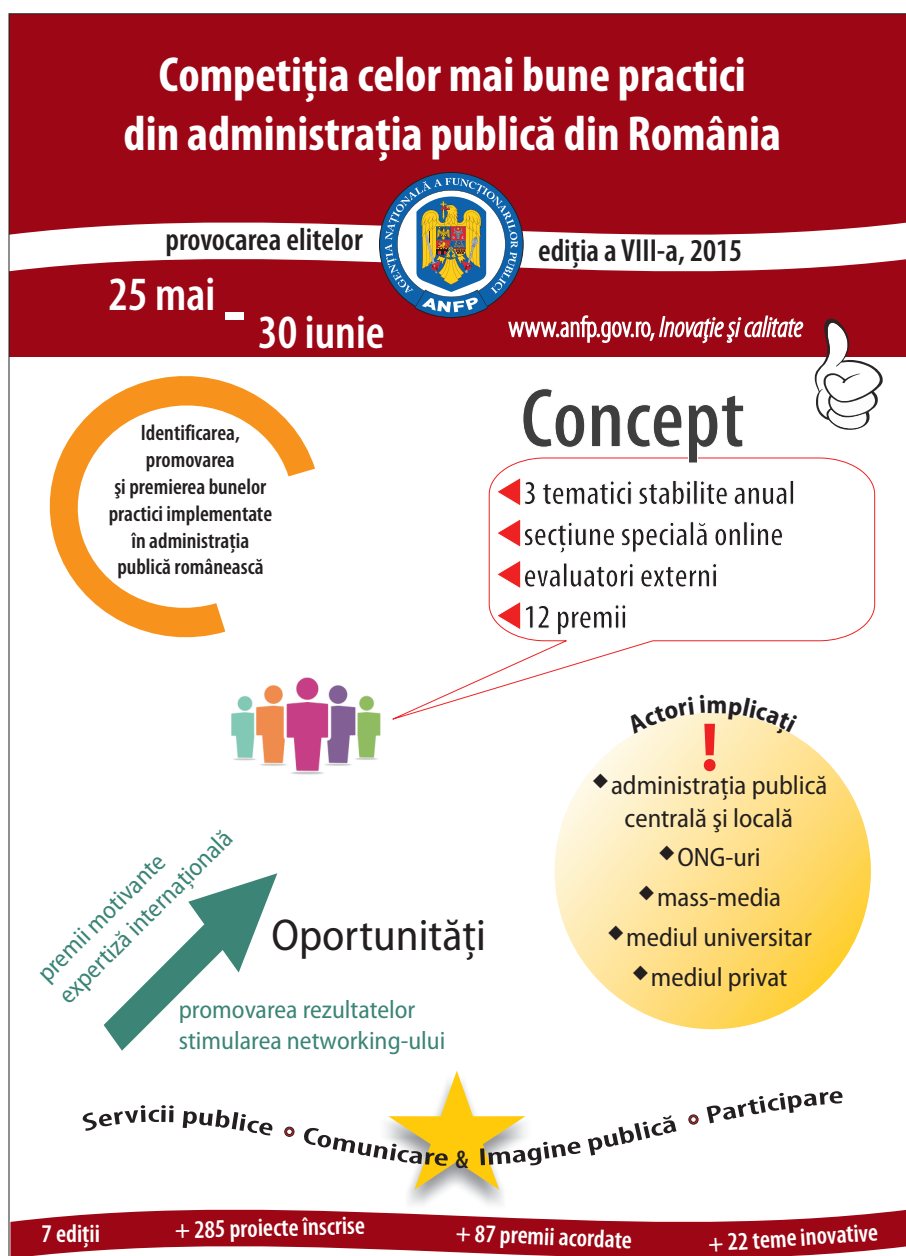 Competiția celor mai bune practici
din administrația publică din România
provocarea elitelor
AGENȚIA NAȚIONALĂ A FUNCȚIONARILOR PUBLICI
ANFP
ediția a VIII-a, 2015
25 mai -
30 iunie
www.anfp.gov.ro, Inovație şi calitate
Identificarea,
promovarea
şi premierea bunelor
practici implementate
în administrația
publică românească
Concept
3 tematici stabilite anual
secțiune specială online
evaluatori externi
12 premii
Actori implicați
!
administrația publică
centrală şi locală
ONG-uri
mass-media
mediul universitar
mediul privat
premii motivante
expertiză internațională
Oportunități
promovarea rezultatelor
stimularea networking-ului
Servicii publice • Comunicare & Imagine publică • Participare
7 ediții + 285 proiecte înscrise + 87 premii acordate + 22 teme inovative